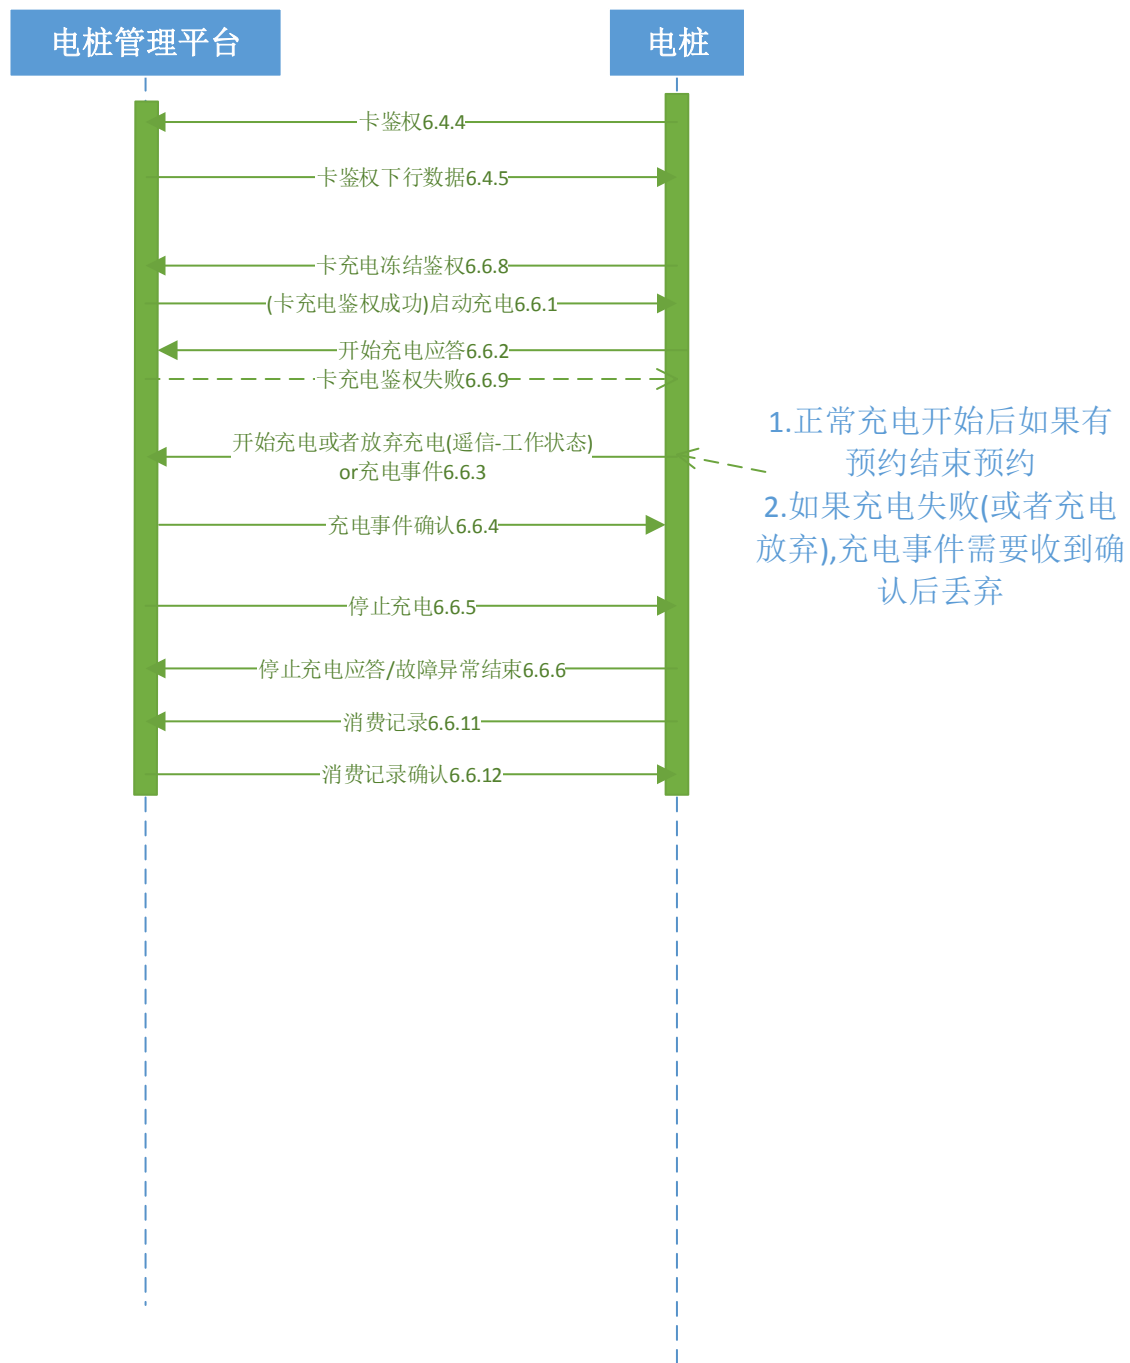 电桩管理平台
电桩
卡鉴权6.4.4
卡鉴权下行数据6.4.5
卡充电冻结鉴权6.6.8
(卡充电鉴权成功)启动充电6.6.1
开始充电应答6.6.2
卡充电鉴权失败6.6.9
开始充电或者放弃充电(遥信-工作状态)
or充电事件6.6.3
1.正常充电开始后如果有
预约结束预约
2.如果充电失败(或者充电
放弃),充电事件需要收到确
认后丢弃
充电事件确认6.6.4
停止充电6.6.5
停止充电应答/故障异常结束6.6.6
消费记录6.6.11
消费记录确认6.6.12